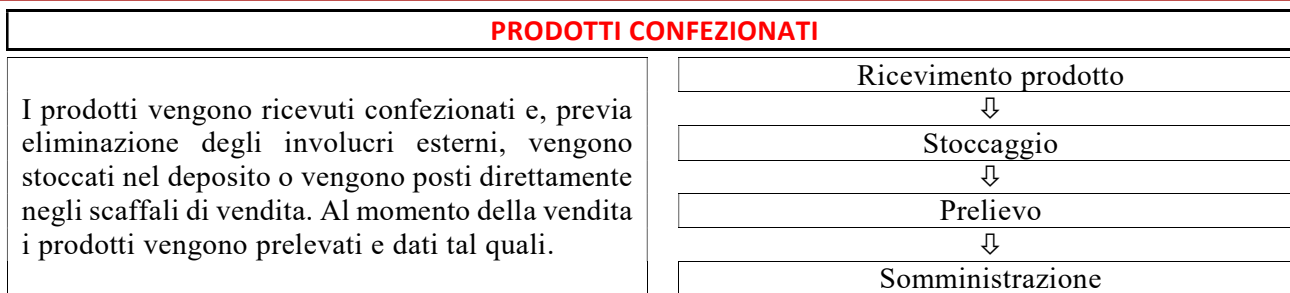 PRODOTTI CONFEZIONATI
I prodotti vengono ricevuti confezionati e, previa
eliminazione degli involucri esterni, vengono
stoccati nel deposito o vengono posti direttamente
negli scaffali di vendita. Al momento della vendita
i prodotti vengono prelevati e dati tal quali.
Ricevimento prodotto
⇩
Stoccaggio
⇩
Prelievo
⇩
Somministrazione